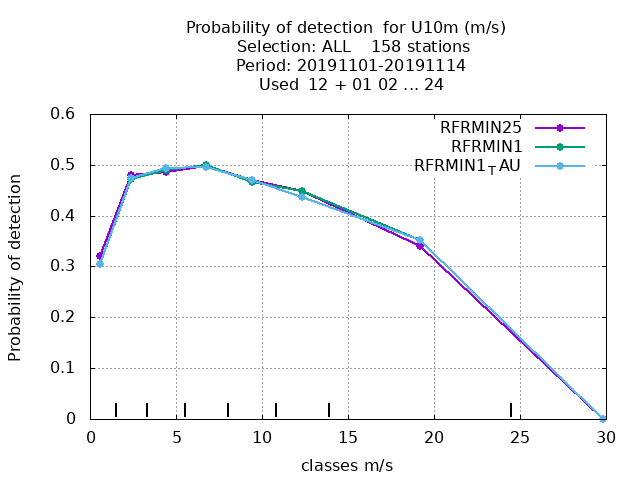 Probability of detection  for U10m (m/s)
Selection: ALL    158 stations
Period: 20191101-20191114
Used  12 + 01 02 ... 24
Probability of detection
0.6
0.5
0.4
0.3
0.2
0.1
0
RFRMIN25
RFRMIN1
RFRMIN1TAU
0 5 10 15 20 25 30
classes m/s